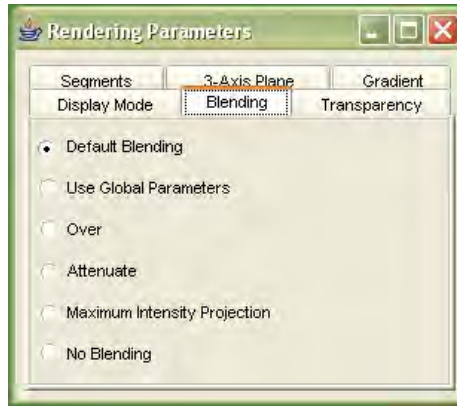 Rendering Parameters
Segments 3-Axis Plane Gradient
Display Mode Blending Transparency
Default Blending
Use Global Parameters
Over
Attenuate
Maximum Intensity Projection
No Blending